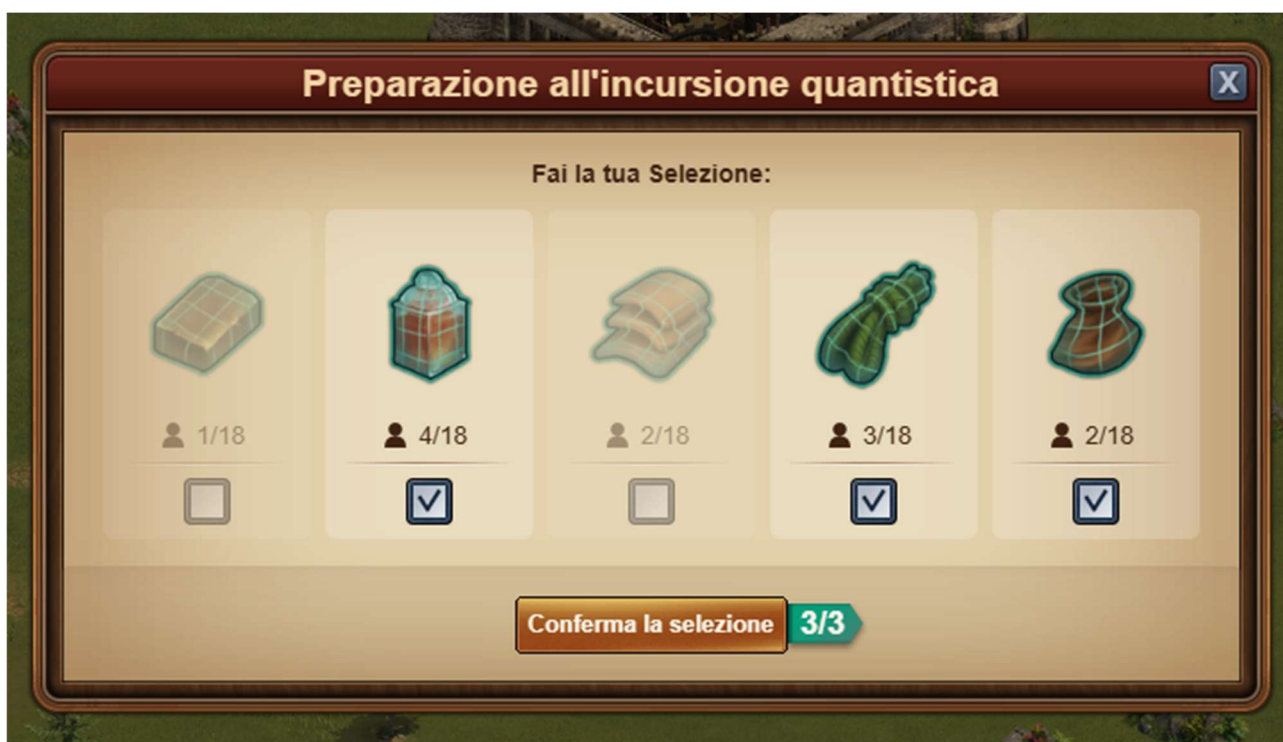 Preparazione all'incursione quantistica
X
Fai la tua Selezione:
1/18
4/18
2/18
3/18
2/18
Conferma la selezione
3/3